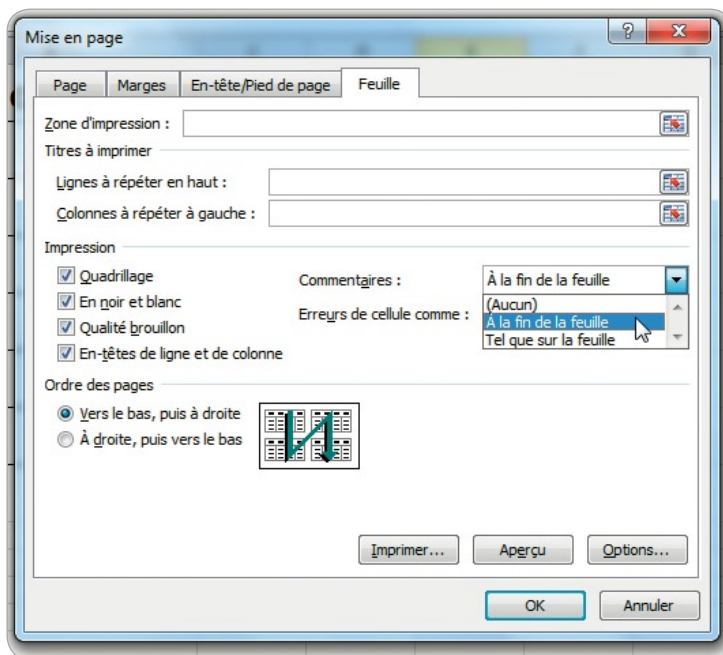 Mise en page
Page Marges En-tête/Pied de page Feuille
Zone d'impression :
Titres à imprimer
Lignes à répéter en haut :
Colonnes à répéter à gauche :
Impression
Quadrillage Commentaires : À la fin de la feuille
En noir et blanc (Aucun)
Qualité brouillon Erreurs de cellule comme : À la fin de la feuille
En-têtes de ligne et de colonne Tel que sur la feuille
Ordre des pages
Vers le bas, puis à droite
À droite, puis vers le bas
Imprimer... Aperçu Options...
OK Annuler